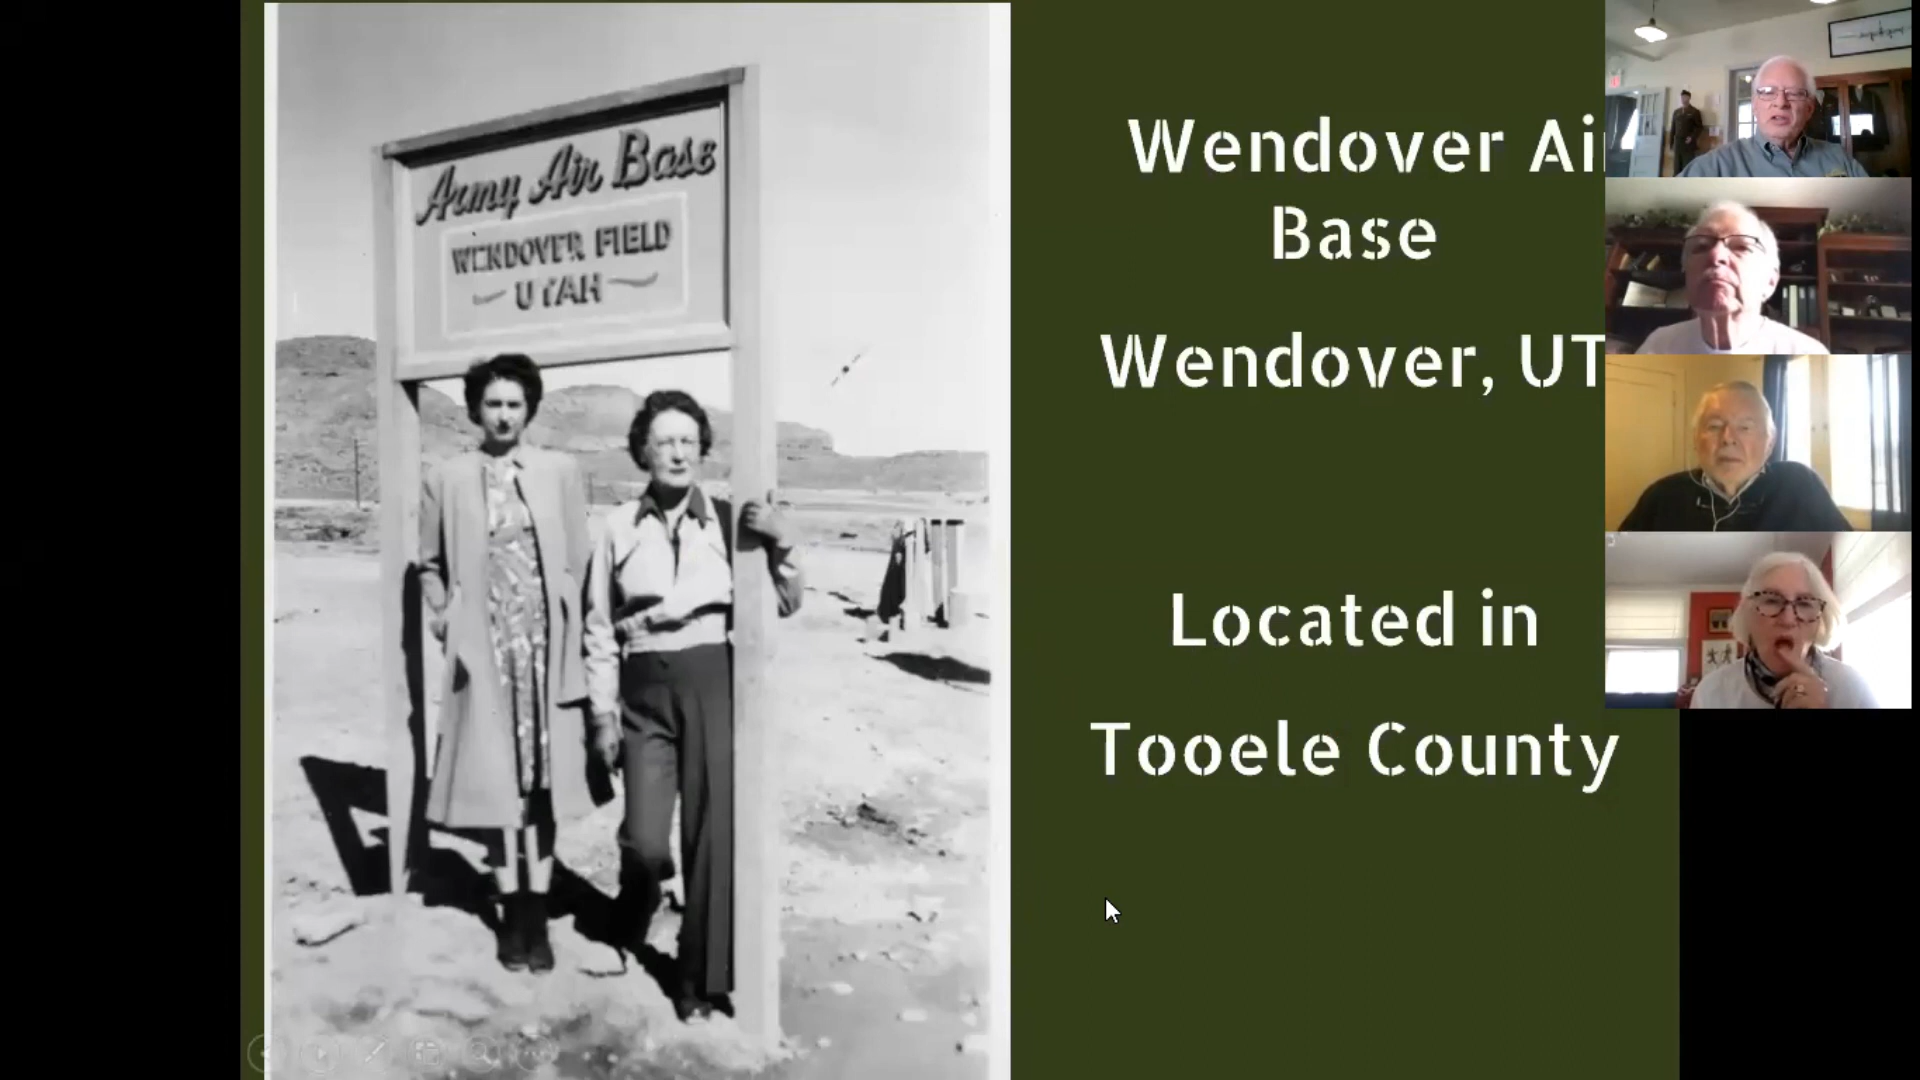 Army Air Base
WENDOVER FIELD
UTAH
Wendover Ai
Base
Wendover, UT
Located in
Tooele County